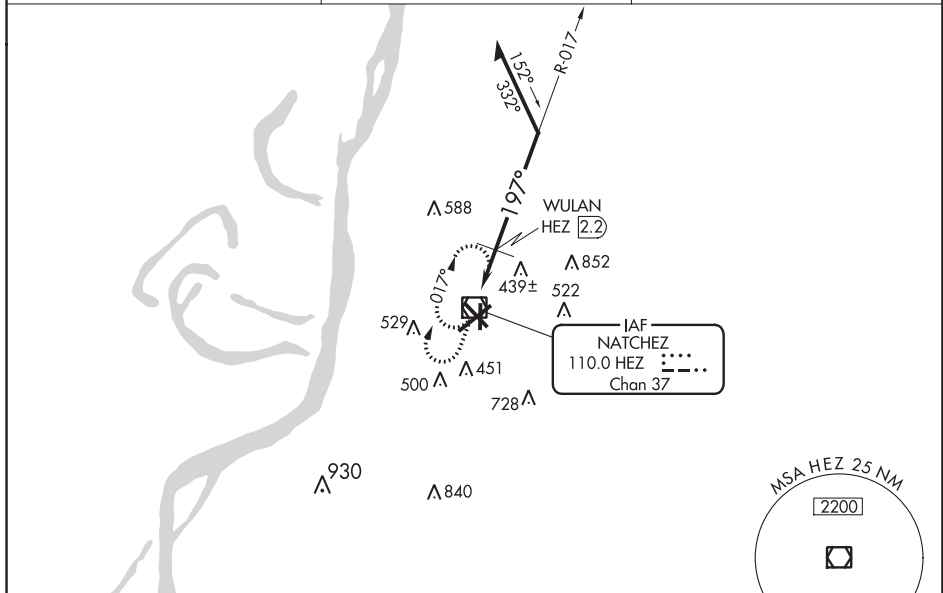 R-017
152°
332°
197°
588
WULAN
HEZ 2.2
852
439±
017°
522
529
IAF
NATCHEZ
110.0 HEZ
Chan 37
451
500
728
930
840
MSA HEZ 25 NM
2200